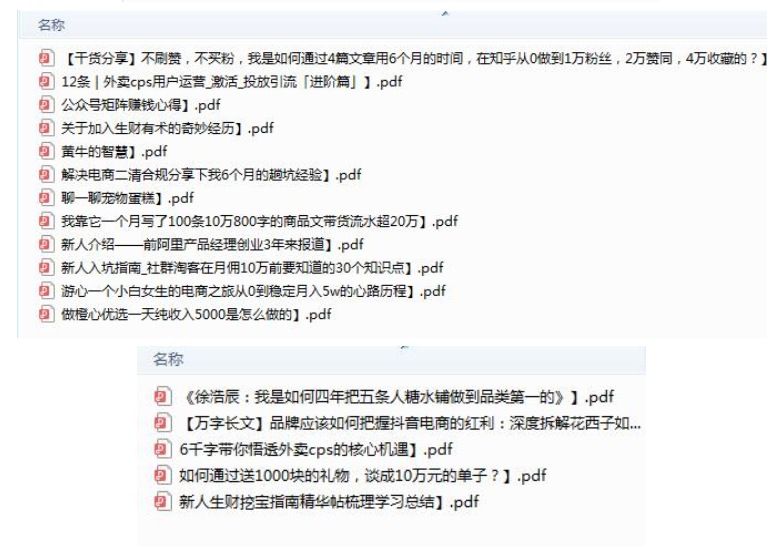 名称
【干货分享】不刷赞，不买粉，我是如何通过4篇文章用6个月的时间，在知乎从0做到1万粉丝，2万赞同，4万收藏的？】
12条 | 外卖cps用户运营_激活_投放引流「进阶篇」】.pdf
公众号矩阵赚钱心得】.pdf
关于加入生财有术的奇妙经历】.pdf
黄牛的智慧】.pdf
解决电商二清合规分享下我6个月的趟坑经验】.pdf
聊一聊宠物蛋糕】.pdf
我靠它一个月写了100条10万800字的商品文带货流水超20万】.pdf
新人介绍——前阿里产品经理创业3年来报道】.pdf
新人入坑指南_社群淘客在月佣10万前要知道的30个知识点】.pdf
游心一个小白女生的电商之旅从0到稳定月入5w的心路历程】.pdf
做橙心优选一天纯收入5000是怎么做的】.pdf
名称
《徐浩辰：我是如何四年把五条人糖水铺做到品类第一的》】.pdf
【万字长文】品牌应该如何把握抖音电商的红利：深度拆解花西子如...
6千字带你悟透外卖cps的核心机遇】.pdf
如何通过送1000块的礼物，谈成10万元的单子？】.pdf
新人生财挖宝指南精华帖梳理学习总结】.pdf